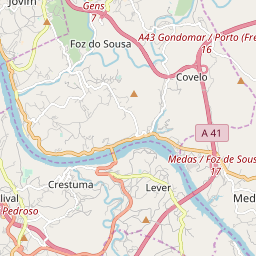 Jovim
Gens
7
A43 Gondomar / Porto (Fre
16
Foz do Sousa
Covelo
A 41
Medas / Foz de Sous
17
Crestuma
Lever
lival
Pedroso
Med